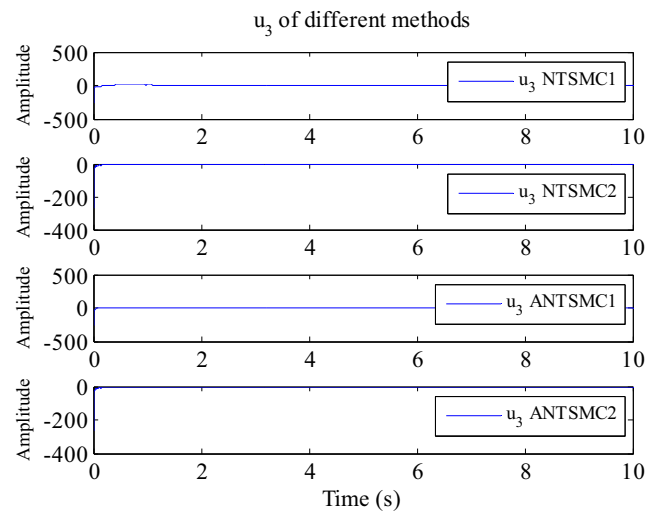 u₃ of different methods
Amplitude
500
0
-500
u₃ NTSMC1
0 2 4 6 8 10
Amplitude
0
-200
-400
u₃ NTSMC2
0 2 4 6 8 10
Amplitude
500
0
-500
u₃ ANTSMC1
0 2 4 6 8 10
Amplitude
0
-200
-400
u₃ ANTSMC2
0 2 4 6 8 10
Time (s)